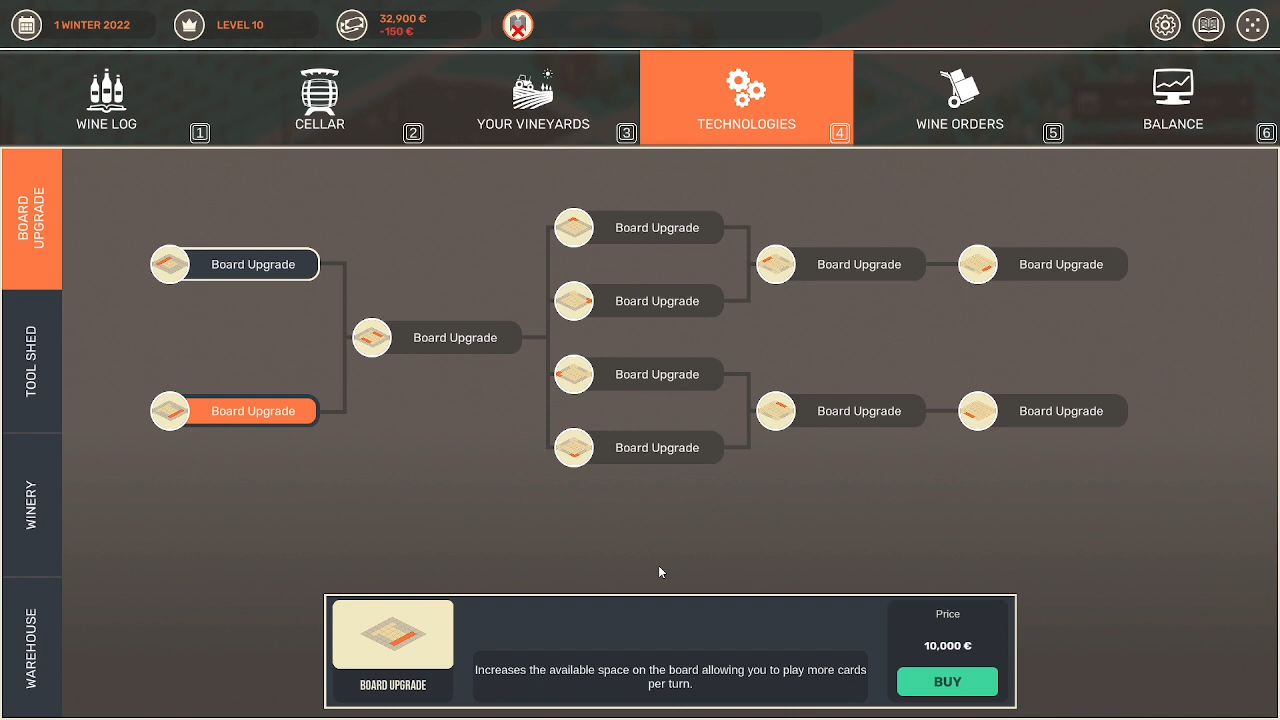 1 WINTER 2022
LEVEL 10
32,900 €
-150 €
WINE LOG
1
CELLAR
2
YOUR VINEYARDS
3
TECHNOLOGIES
4
WINE ORDERS
5
BALANCE
6
BOARD
UPGRADE
TOOL SHED
WINERY
WAREHOUSE
Board Upgrade
Board Upgrade
Board Upgrade
Board Upgrade
Board Upgrade
Board Upgrade
Board Upgrade
Board Upgrade
Board Upgrade
Board Upgrade
Board Upgrade
BOARD UPGRADE
Increases the available space on the board allowing you to play more cards
per turn.
Price
10,000 €
BUY